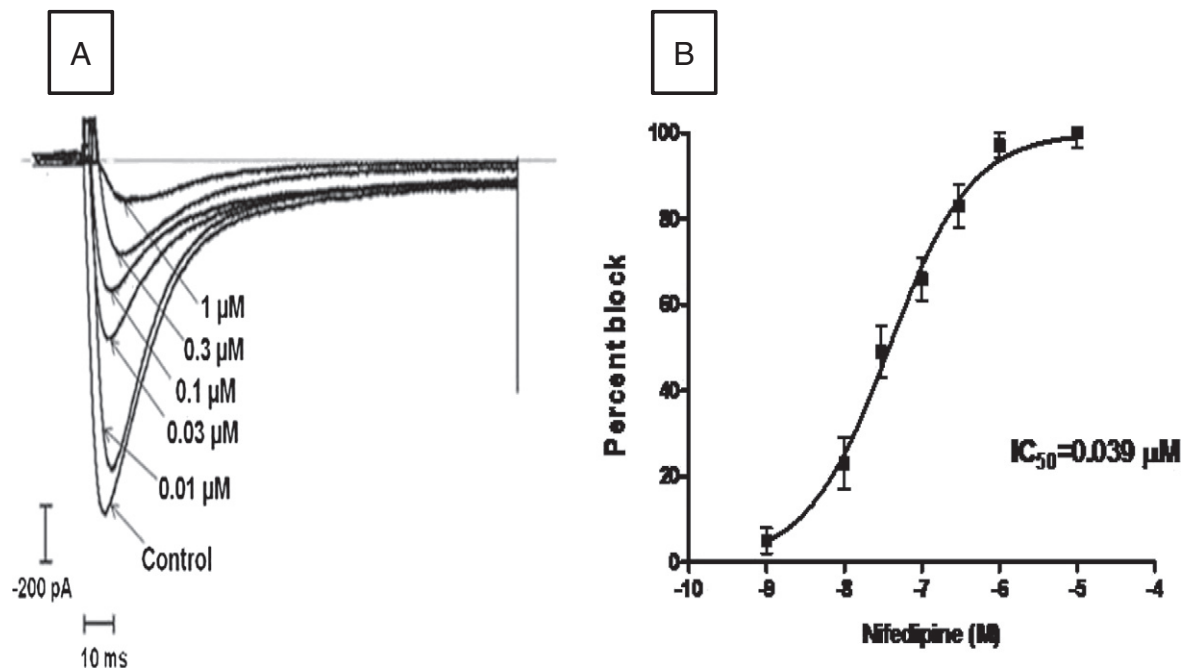 A
1 µM
0.3 µM
0.1 µM
0.03 µM
0.01 µM
Control
-200 pA
10 ms
B
Percent block
100
80
60
40
20
0
-10 -9 -8 -7 -6 -5 -4
Nifedipine (M)
IC50=0.039 µM